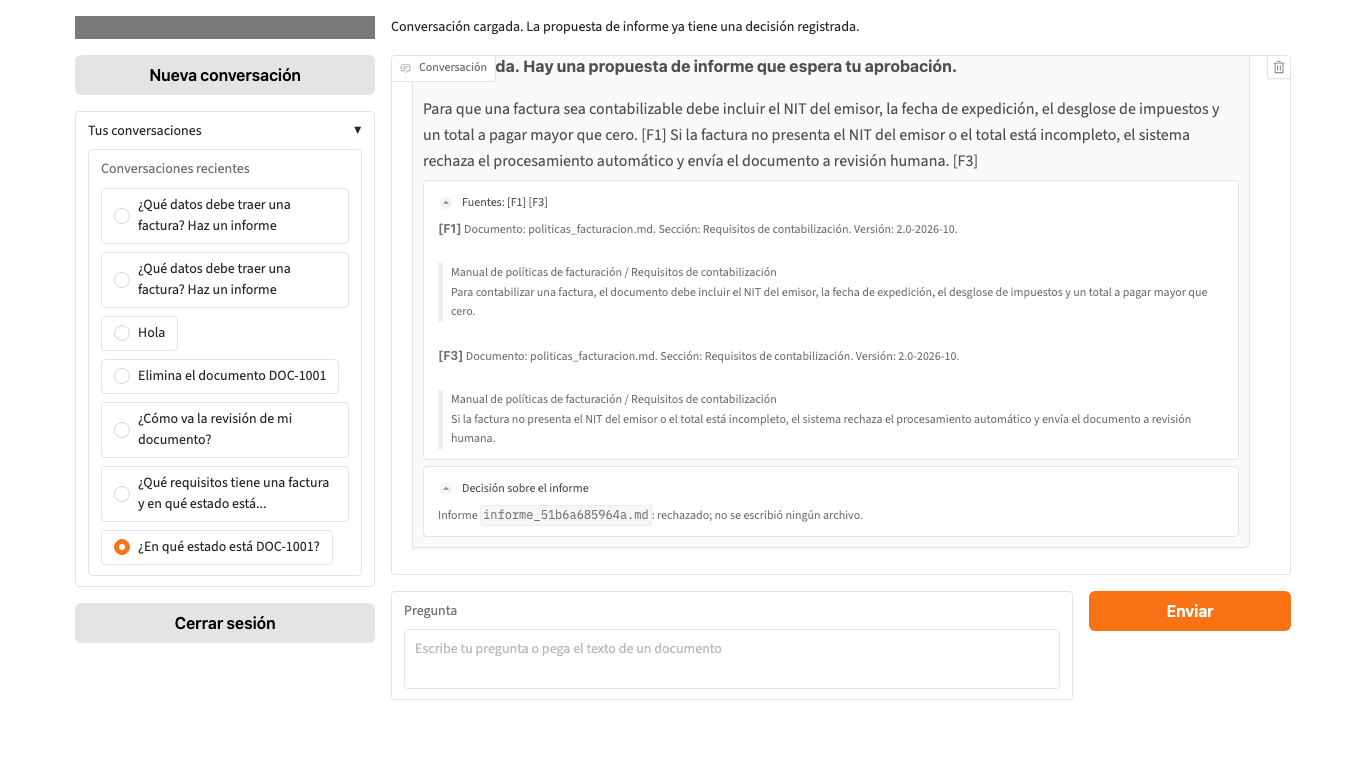 Conversación cargada. La propuesta de informe ya tiene una decisión registrada.
Nueva conversación
Tus conversaciones
▼
Conversaciones recientes
¿Qué datos debe traer una
factura? Haz un informe
¿Qué datos debe traer una
factura? Haz un informe
Hola
Elimina el documento DOC-1001
¿Cómo va la revisión de mi
documento?
¿Qué requisitos tiene una factura
y en qué estado está...
¿En qué estado está DOC-1001?
Cerrar sesión
Conversación
da. Hay una propuesta de informe que espera tu aprobación.
Para que una factura sea contabilizable debe incluir el NIT del emisor, la fecha de expedición, el desglose de impuestos y
un total a pagar mayor que cero. [F1] Si la factura no presenta el NIT del emisor o el total está incompleto, el sistema
rechaza el procesamiento automático y envía el documento a revisión humana. [F3]
Fuentes: [F1] [F3]
[F1] Documento: politicas_facturacion.md. Sección: Requisitos de contabilización. Versión: 2.0-2026-10.
Manual de políticas de facturación / Requisitos de contabilización
Para contabilizar una factura, el documento debe incluir el NIT del emisor, la fecha de expedición, el desglose de impuestos y un total a pagar mayor que
cero.
[F3] Documento: politicas_facturacion.md. Sección: Requisitos de contabilización. Versión: 2.0-2026-10.
Manual de políticas de facturación / Requisitos de contabilización
Si la factura no presenta el NIT del emisor o el total está incompleto, el sistema rechaza el procesamiento automático y envía el documento a revisión
humana.
Decisión sobre el informe
Informe informe_51b6a685964a.md: rechazado; no se escribió ningún archivo.
Pregunta
Escribe tu pregunta o pega el texto de un documento
Enviar